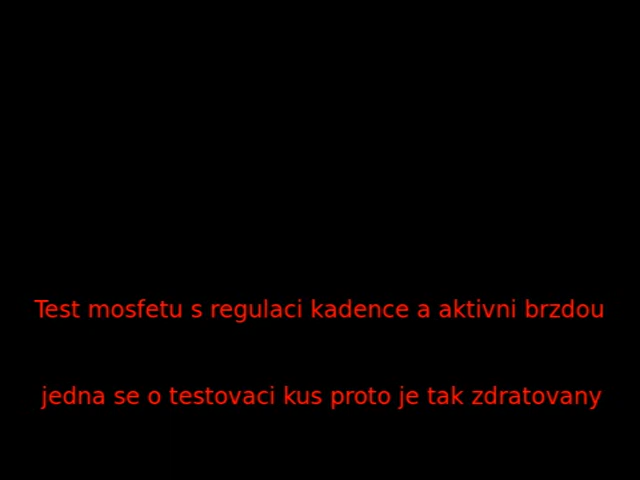 Test mosfetu s regulaci kadence a aktivni brzdou
jedna se o testovaci kus proto je tak zdratovany